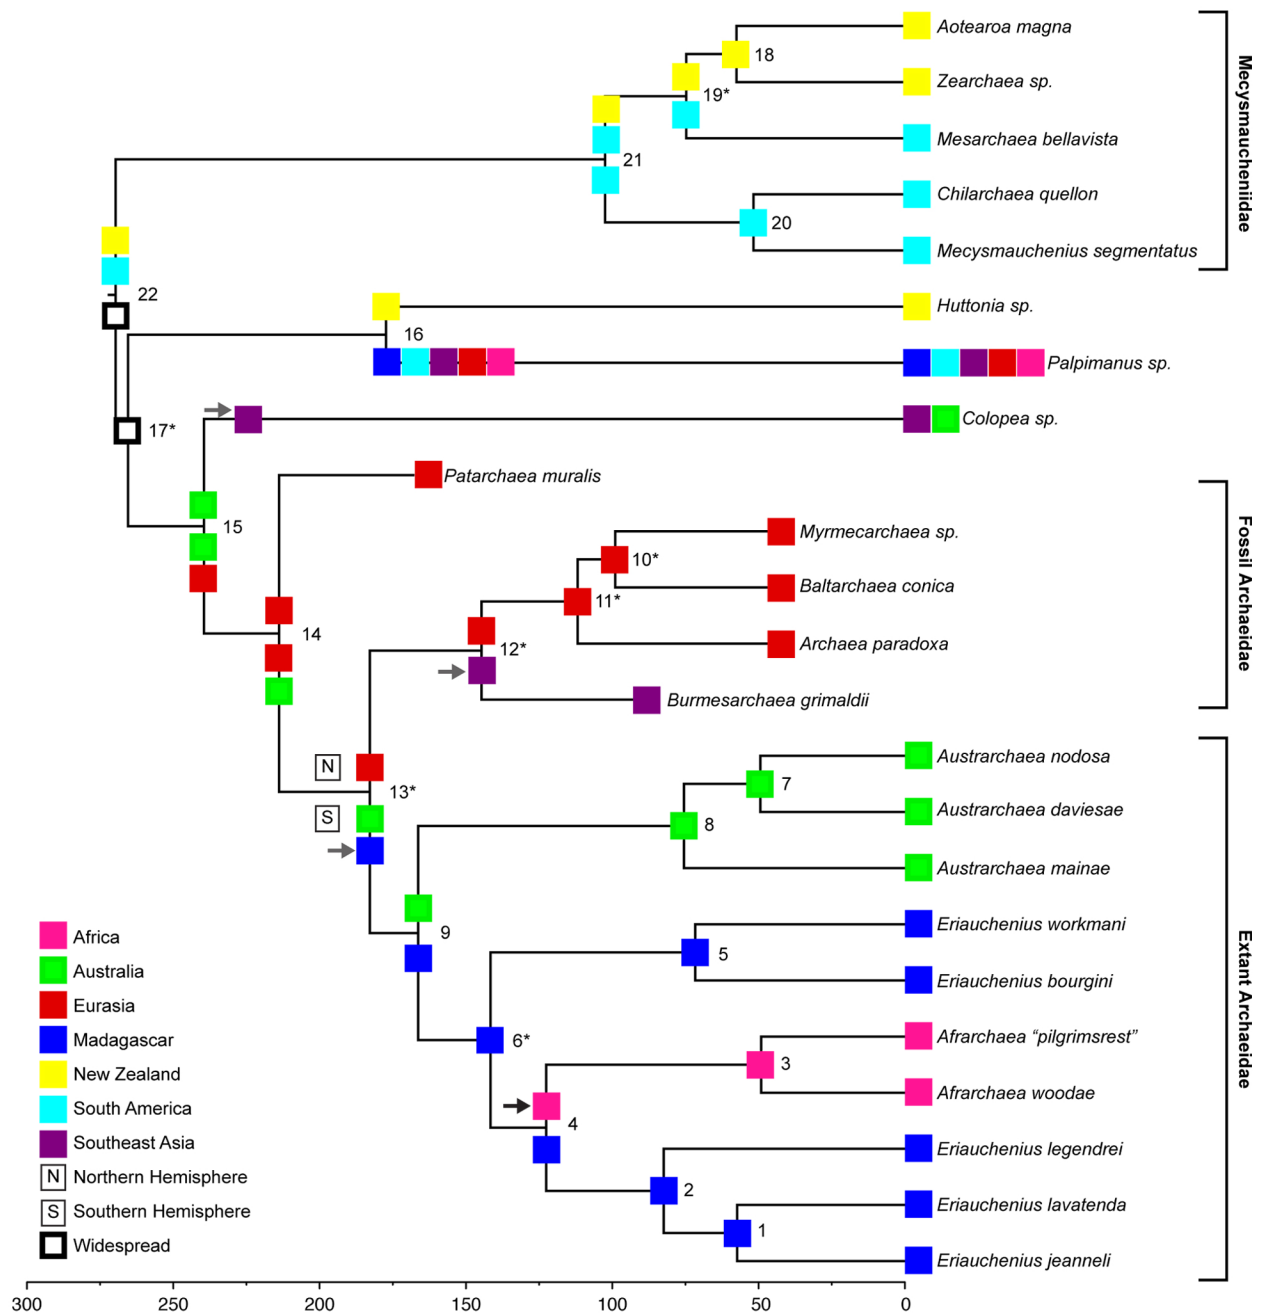 Aotearoa magna
18
Zearchaea sp.
19*
Mesarchaea bellavista
21
Chilarchaea quellon
20
Mecysmauchenius segmentatus
Mecysmaucheniidae
22
Huttonia sp.
16
Palpimanus sp.
17*
Colopea sp.
Patarchaea muralis
15
Myrmecarchaea sp.
10*
Baltarchaea conica
11*
14
12*
Archaea paradoxa
Burmesarchaea grimaldii
Fossil Archaeidae
N
13*
S
Austrarchaea nodosa
7
Austrarchaea daviesae
8
Austrarchaea mainae
9
Eriauchenius workmani
5
Eriauchenius bourgini
6*
Afrarchaea “pilgrimsrest”
3
Afrarchaea woodae
4
Eriauchenius legendrei
2
Eriauchenius lavatenda
1
Eriauchenius jeanneli
Extant Archaeidae
Africa
Australia
Eurasia
Madagascar
New Zealand
South America
Southeast Asia
N Northern Hemisphere
S Southern Hemisphere
Widespread
300 250 200 150 100 50 0